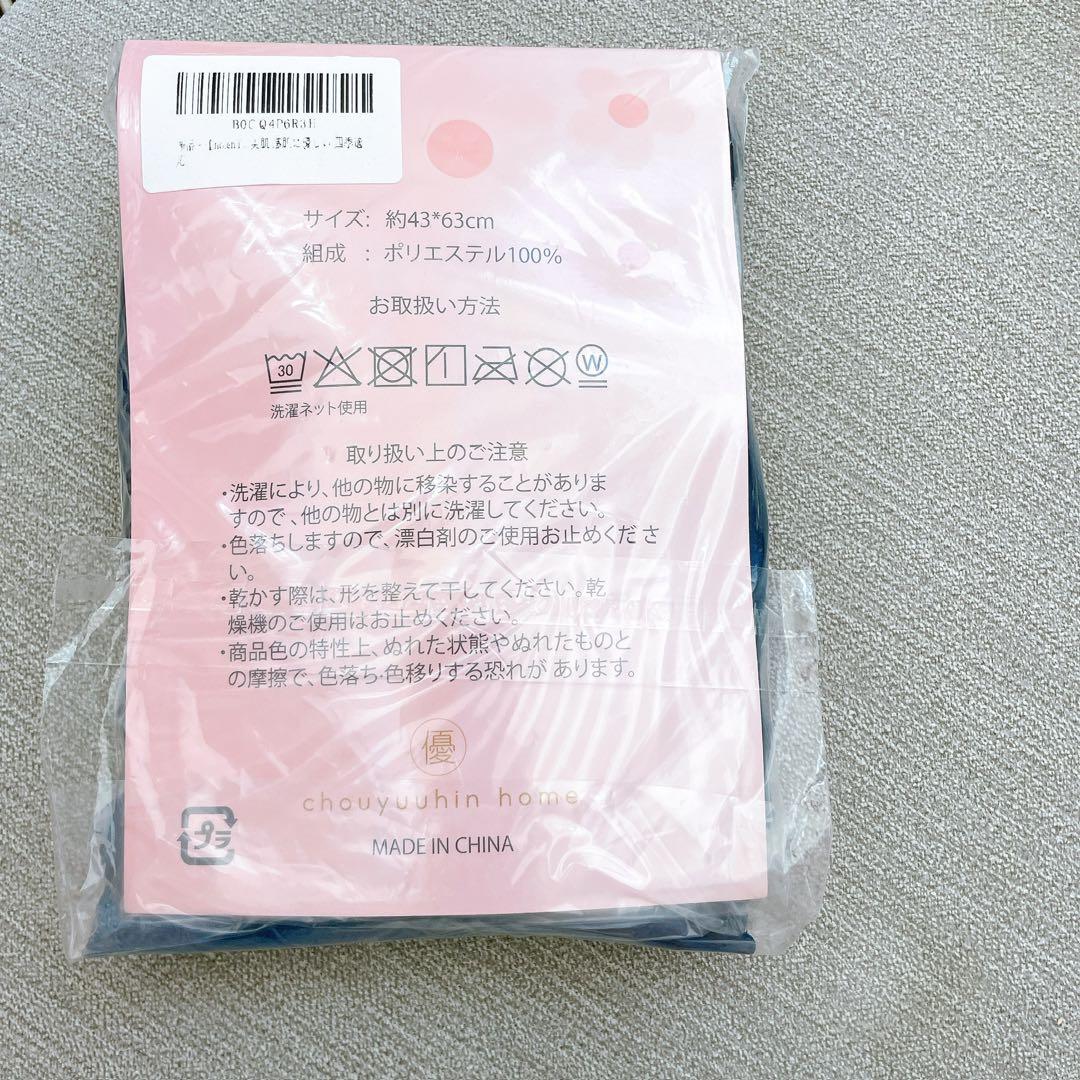 サイズ: 約43*63cm
組成 : ポリエステル100%
お取扱い方法
30
W
洗濯ネット使用
取り扱い上のご注意
・洗濯により、他の物に移染することがありま
すので、他の物とは別に洗濯してください。
・色落ちしますので、漂白剤のご使用お止めくださ
い。
・乾かす際は、形を整えて干してください。乾
燥機のご使用はお止めください。
・商品色の特性上、ぬれた状態やぬれたものと
の摩擦で、色落ち・色移りする恐れが あります。
優
chouyuuhin home
プラ
MADE IN CHINA